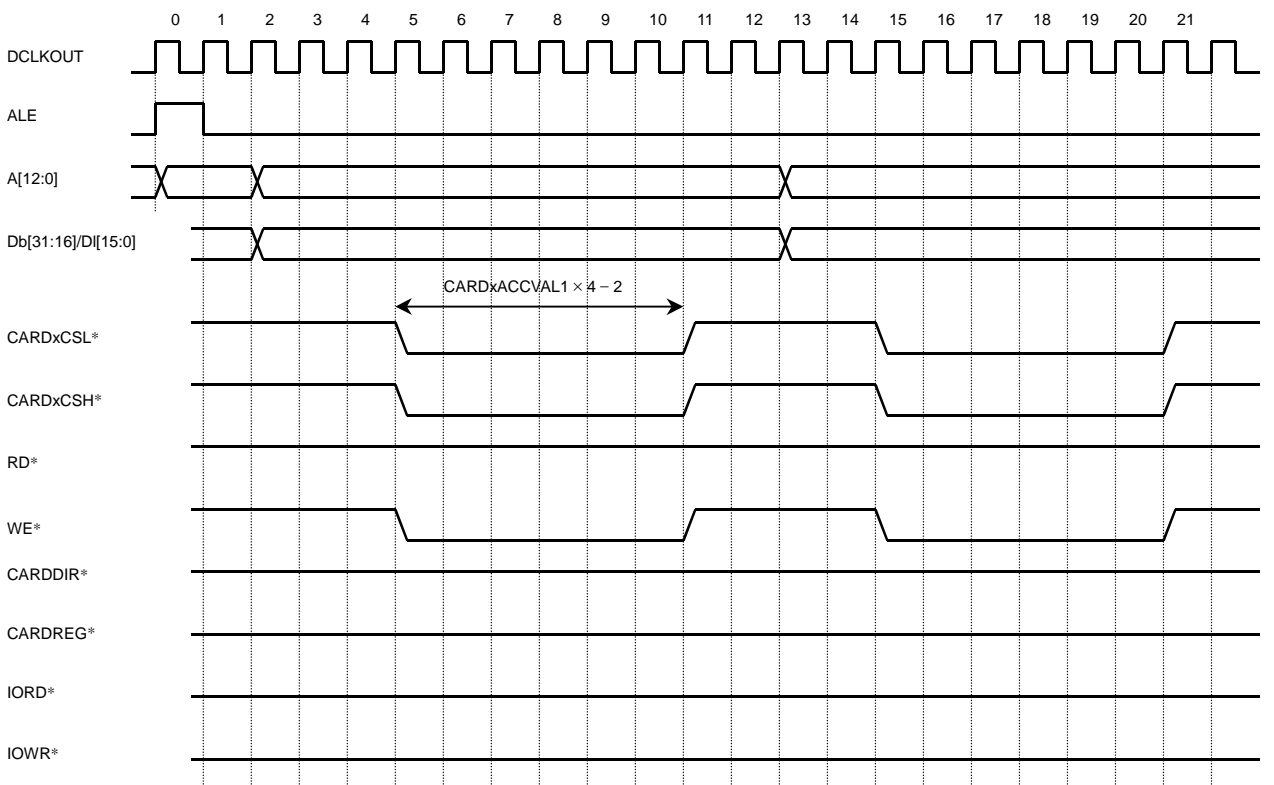 0 1 2 3 4 5 6 7 8 9 10 11 12 13 14 15 16 17 18 19 20 21
DCLKOUT
ALE
A[12:0]
Db[31:16]/Dl[15:0]
CARDxACCVAL1 × 4 − 2
CARDxCSL*
CARDxCSH*
RD*
WE*
CARDDIR*
CARDREG*
IORD*
IOWR*